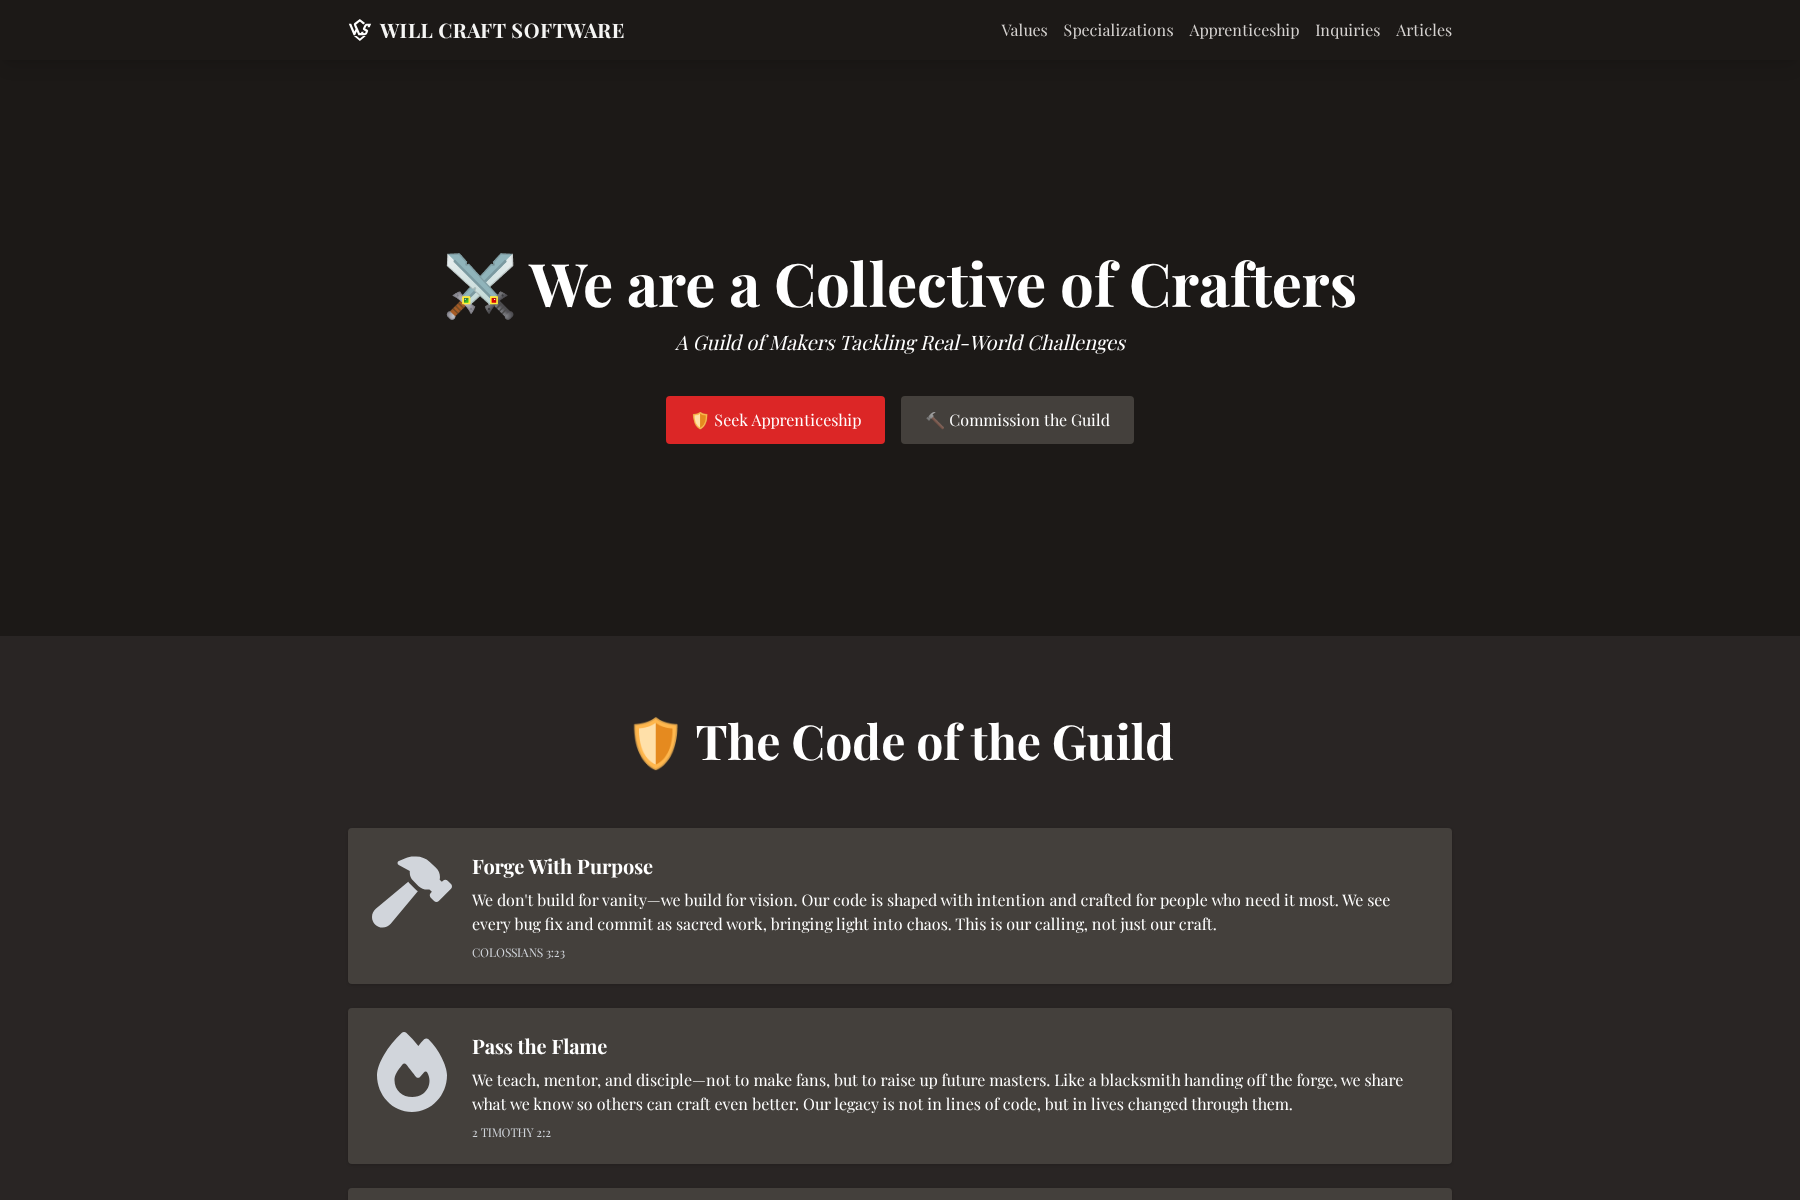 WILL CRAFT SOFTWARE
Values Specializations Apprenticeship Inquiries Articles
⚔️ We are a Collective of Crafters
A Guild of Makers Tackling Real-World Challenges
🛡️ Seek Apprenticeship
🔨 Commission the Guild
🛡️ The Code of the Guild
Forge With Purpose
We don't build for vanity—we build for vision. Our code is shaped with intention and crafted for people who need it most. We see
every bug fix and commit as sacred work, bringing light into chaos. This is our calling, not just our craft.
COLOSSIANS 3:23
Pass the Flame
We teach, mentor, and disciple—not to make fans, but to raise up future masters. Like a blacksmith handing off the forge, we share
what we know so others can craft even better. Our legacy is not in lines of code, but in lives changed through them.
2 TIMOTHY 2:2